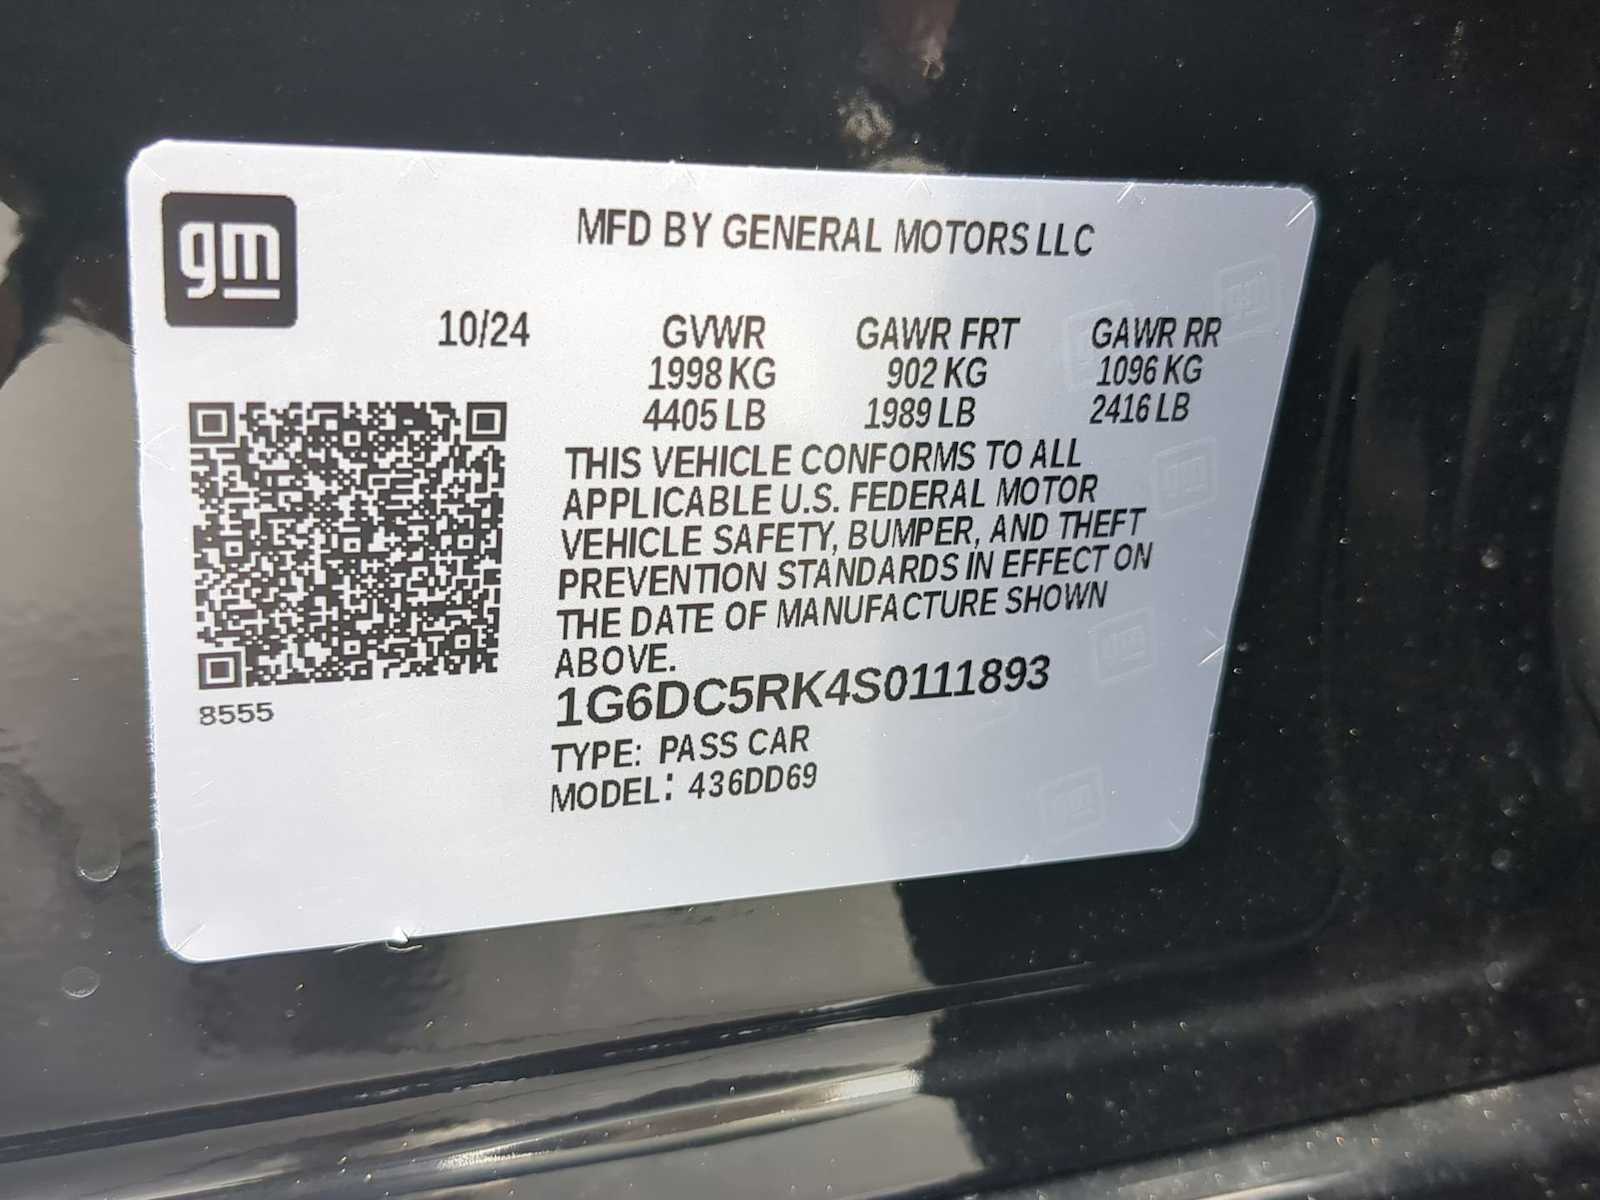 gm
MFD BY GENERAL MOTORS LLC
10/24 GVWR GAWR FRT GAWR RR
1998 KG 902 KG 1096 KG
4405 LB 1989 LB 2416 LB
THIS VEHICLE CONFORMS TO ALL
APPLICABLE U.S. FEDERAL MOTOR
VEHICLE SAFETY, BUMPER, AND THEFT
PREVENTION STANDARDS IN EFFECT ON
THE DATE OF MANUFACTURE SHOWN
ABOVE.
1G6DC5RK4S0111893
8555
TYPE: PASS CAR
MODEL: 436DD69